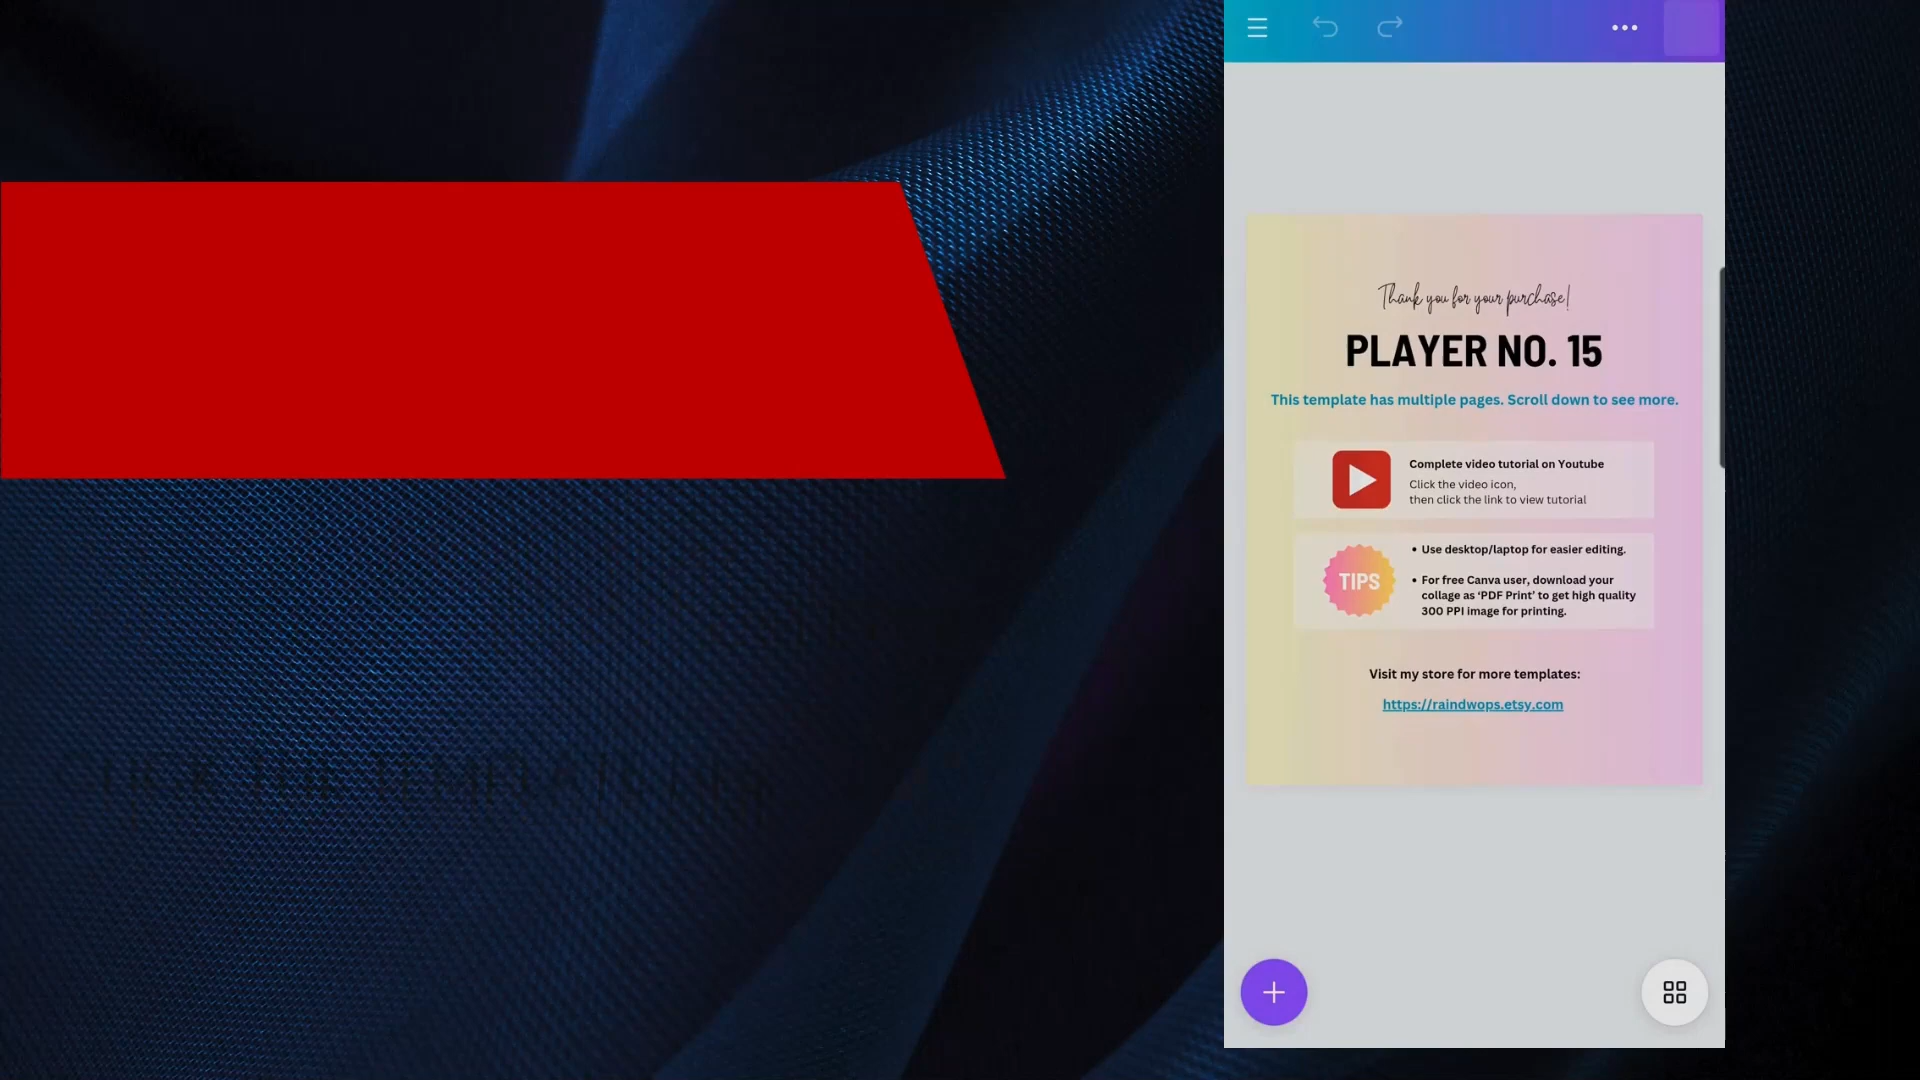 Thank you for your purchase!
PLAYER NO. 15
This template has multiple pages. Scroll down to see more.
Complete video tutorial on Youtube
Click the video icon,
then click the link to view tutorial
TIPS
• Use desktop/laptop for easier editing.
• For free Canva user, download your
collage as ‘PDF Print’ to get high quality
300 PPI image for printing.
Visit my store for more templates:
https://raindwops.etsy.com